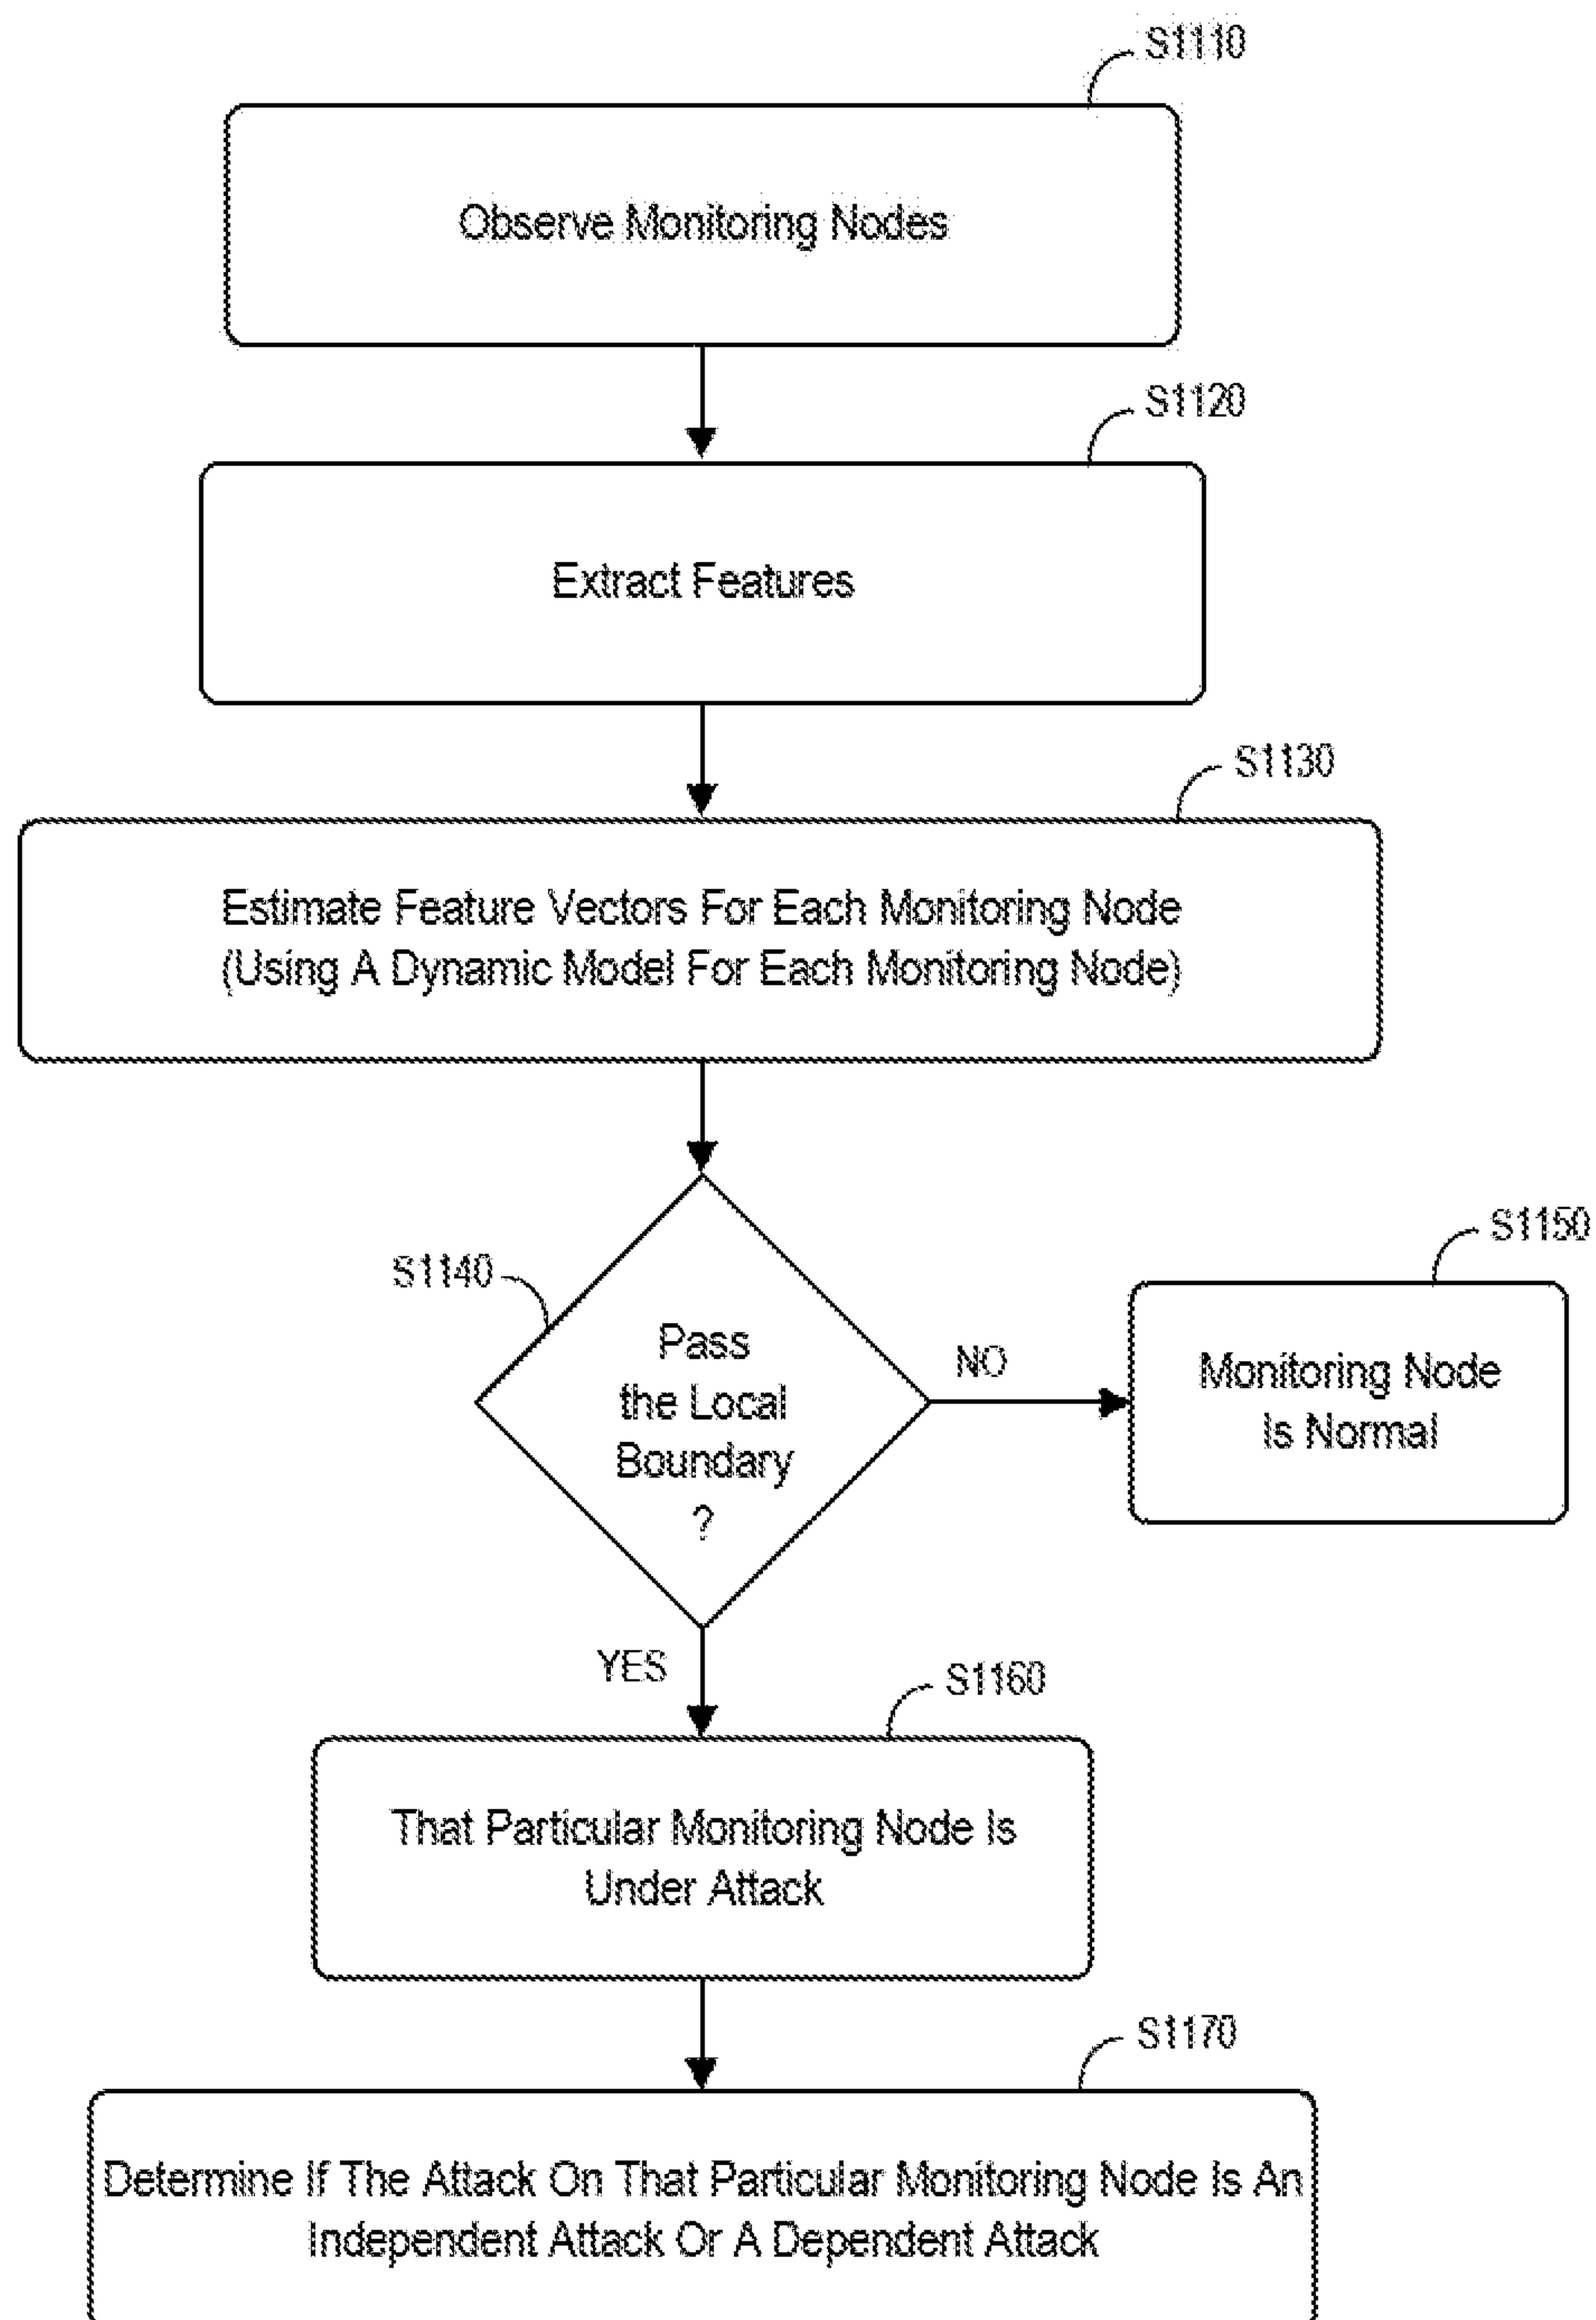 S1110
Observe Monitoring Nodes
S1120
Extract Features
S1130
Estimate Feature Vectors For Each Monitoring Node
(Using A Dynamic Model For Each Monitoring Node)
S1140
Pass
the Local
Boundary
?
NO
S1150
Monitoring Node
Is Normal
YES
S1160
That Particular Monitoring Node Is
Under Attack
S1170
Determine If The Attack On That Particular Monitoring Node Is An
Independent Attack Or A Dependent Attack